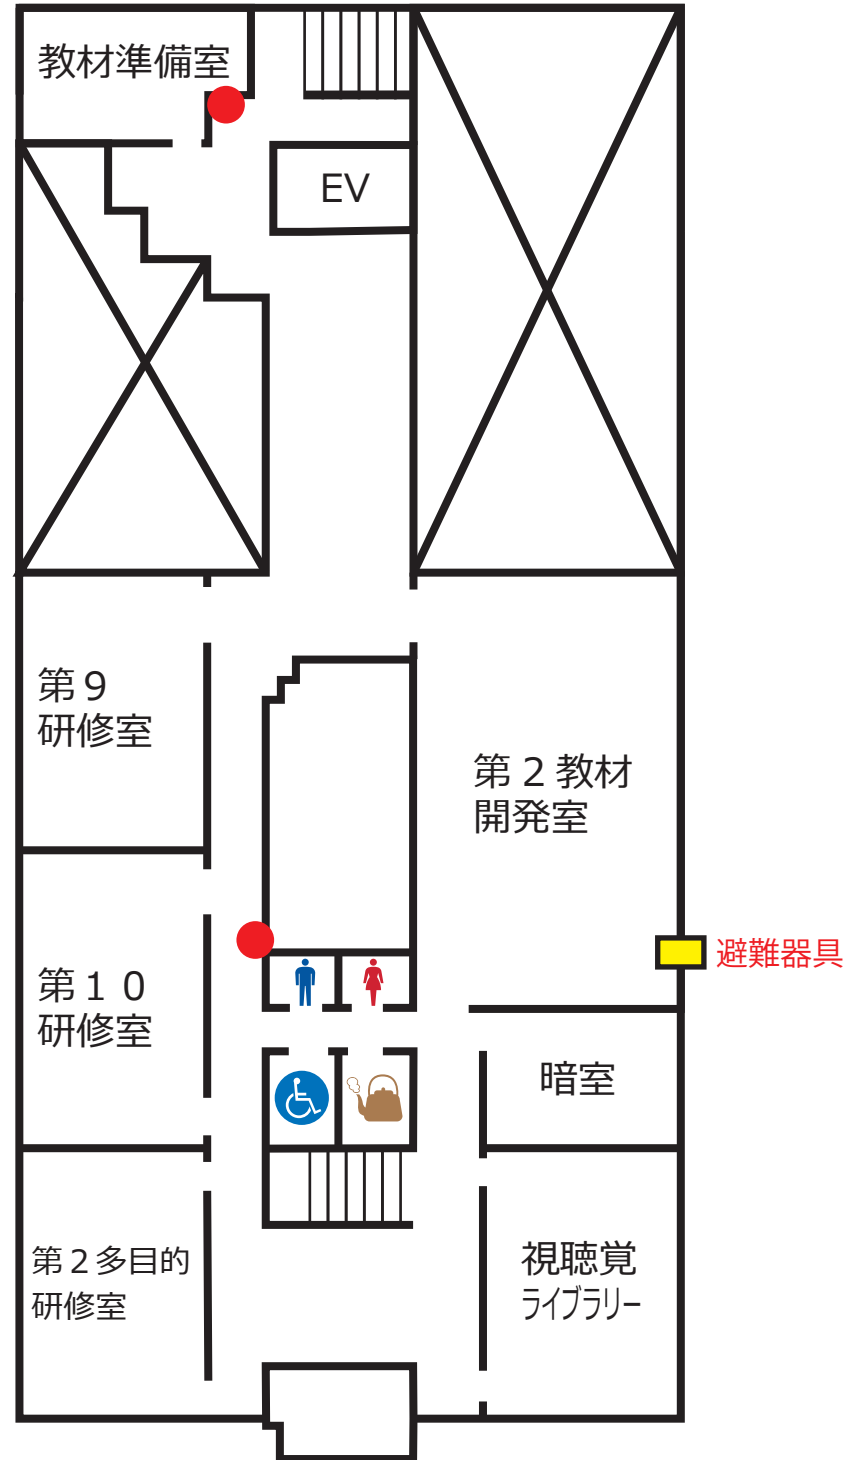 教材準備室
EV
第９
研修室
第２教材
開発室
避難器具
第１０
研修室
暗室
第２多目的
研修室
視聴覚
ライブラリー